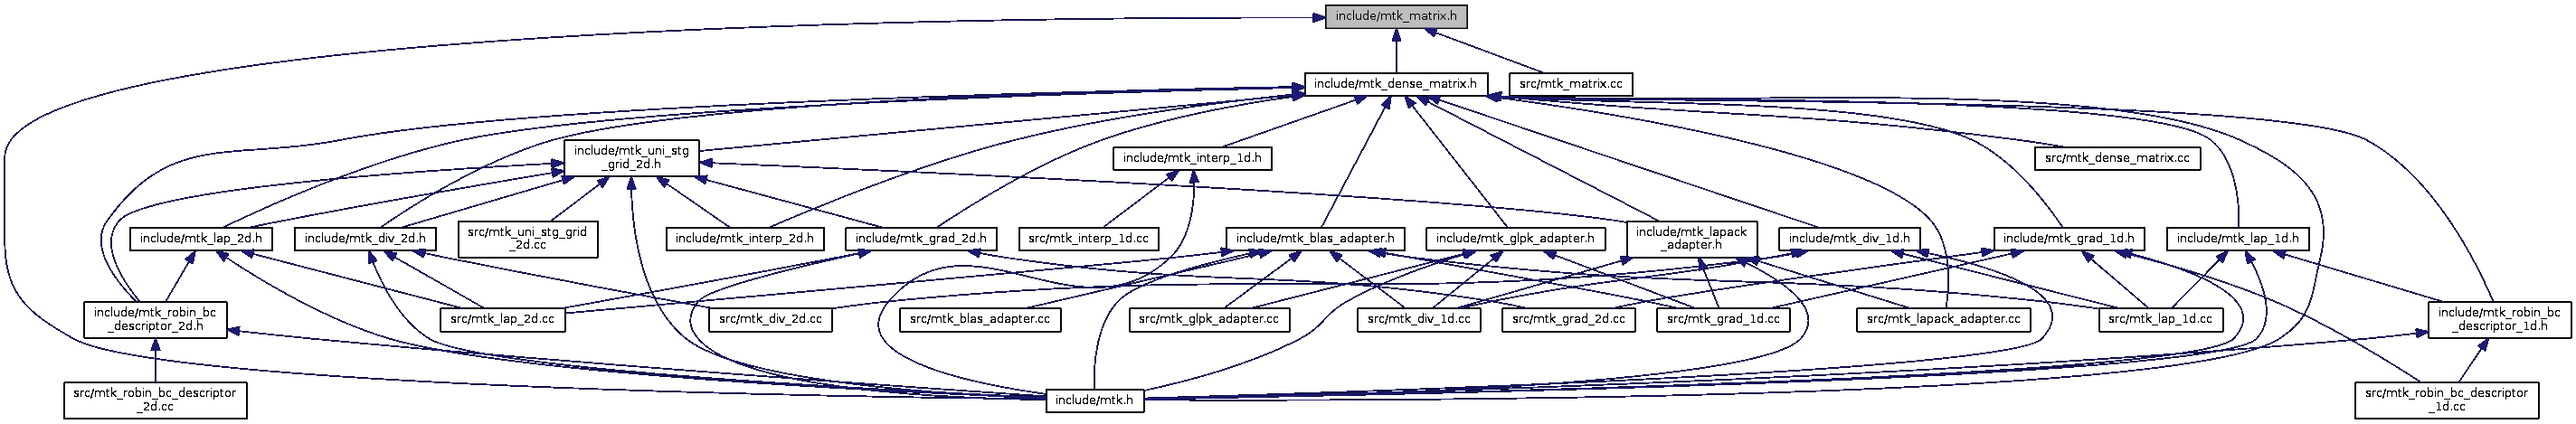 include/mtk_matrix.h
include/mtk_dense_matrix.h
src/mtk_matrix.cc
include/mtk_uni_stg
_grid_2d.h
include/mtk_interp_1d.h
src/mtk_dense_matrix.cc
include/mtk_lap_2d.h
include/mtk_div_2d.h
src/mtk_uni_stg_grid
_2d.cc
include/mtk_interp_2d.h
include/mtk_grad_2d.h
src/mtk_interp_1d.cc
include/mtk_blas_adapter.h
include/mtk_glpk_adapter.h
include/mtk_lapack
_adapter.h
include/mtk_div_1d.h
include/mtk_grad_1d.h
include/mtk_lap_1d.h
include/mtk_robin_bc
_descriptor_2d.h
src/mtk_lap_2d.cc
src/mtk_div_2d.cc
src/mtk_blas_adapter.cc
src/mtk_glpk_adapter.cc
src/mtk_div_1d.cc
src/mtk_grad_2d.cc
src/mtk_grad_1d.cc
src/mtk_lapack_adapter.cc
src/mtk_lap_1d.cc
include/mtk_robin_bc
_descriptor_1d.h
src/mtk_robin_bc_descriptor
_2d.cc
include/mtk.h
src/mtk_robin_bc_descriptor
_1d.cc